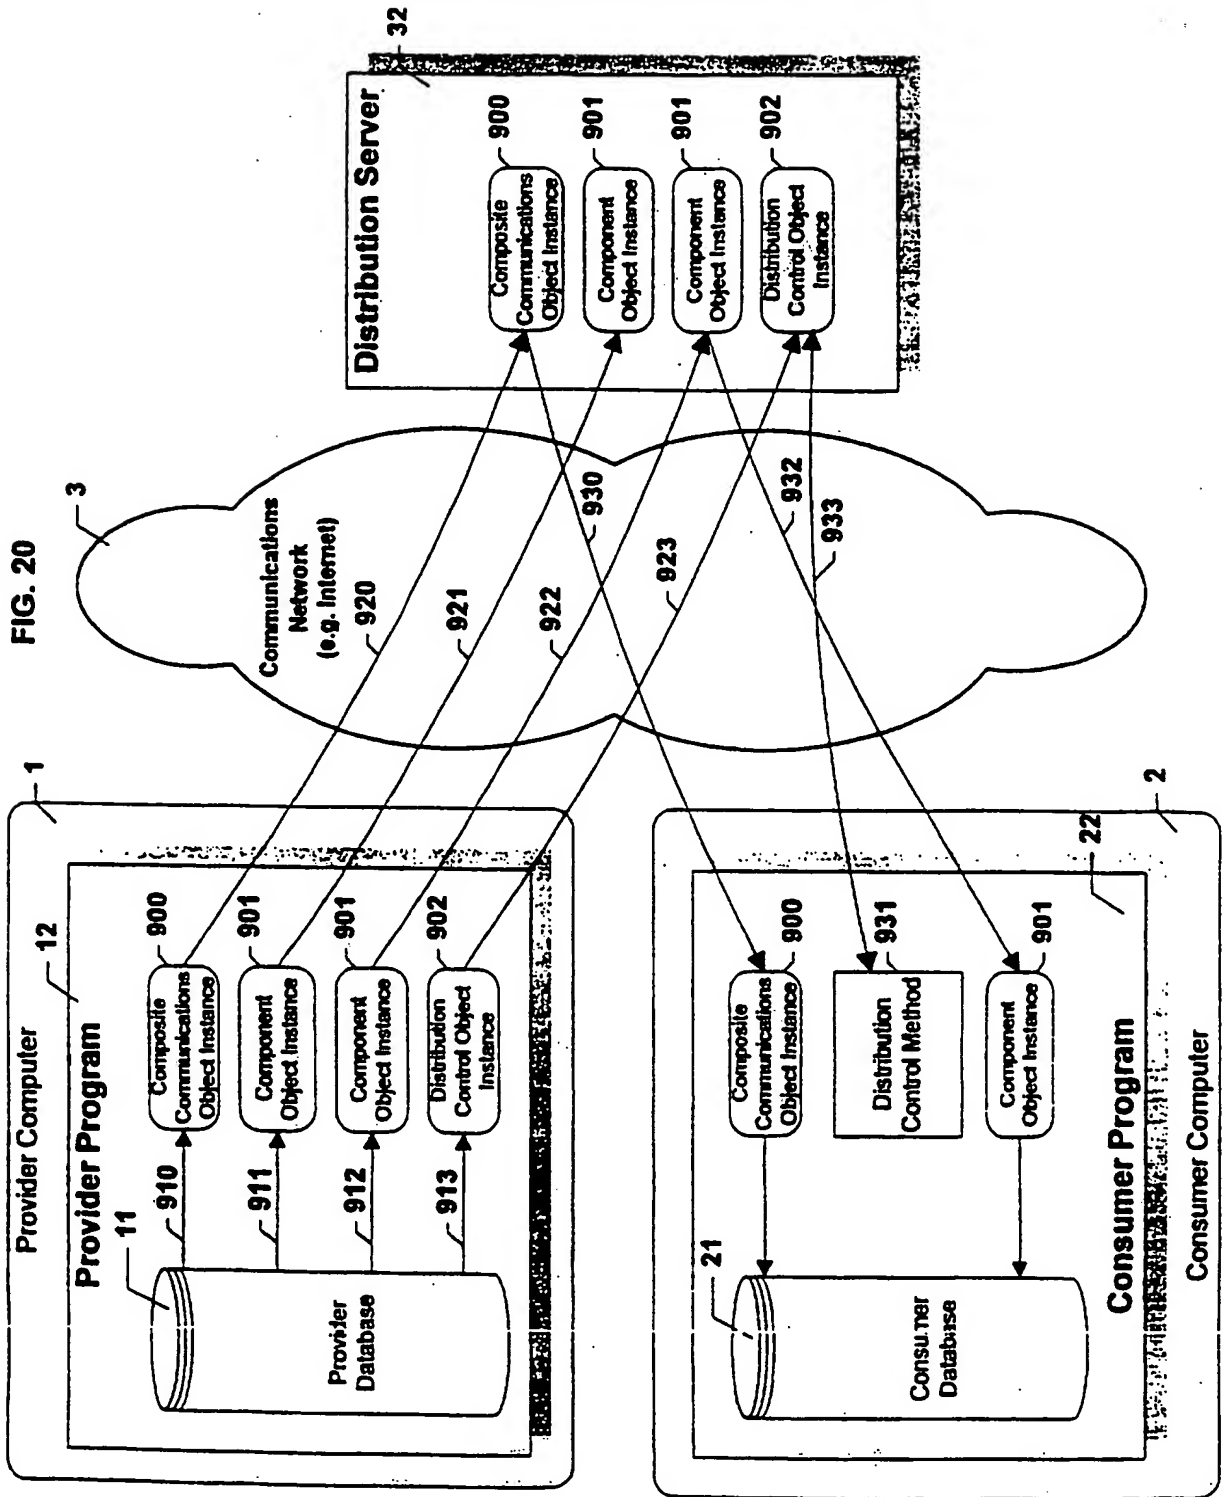 FIG. 20
Provider Computer
1
Provider Program
12
11
Provider
Database
910
911
912
913
Composite
Communications
Object Instance
900
Component
Object Instance
901
Component
Object Instance
901
Distribution
Control Object
Instance
902
3
Communications
Network
(e.g. Internet)
920
921
922
923
930
932
933
Distribution Server
32
Composite
Communications
Object Instance
900
Component
Object Instance
901
Component
Object Instance
901
Distribution
Control Object
Instance
902
21
Consumer
Database
Composite
Communications
Object Instance
900
Distribution
Control Method
931
Component
Object Instance
901
Consumer Program
22
Consumer Computer
2